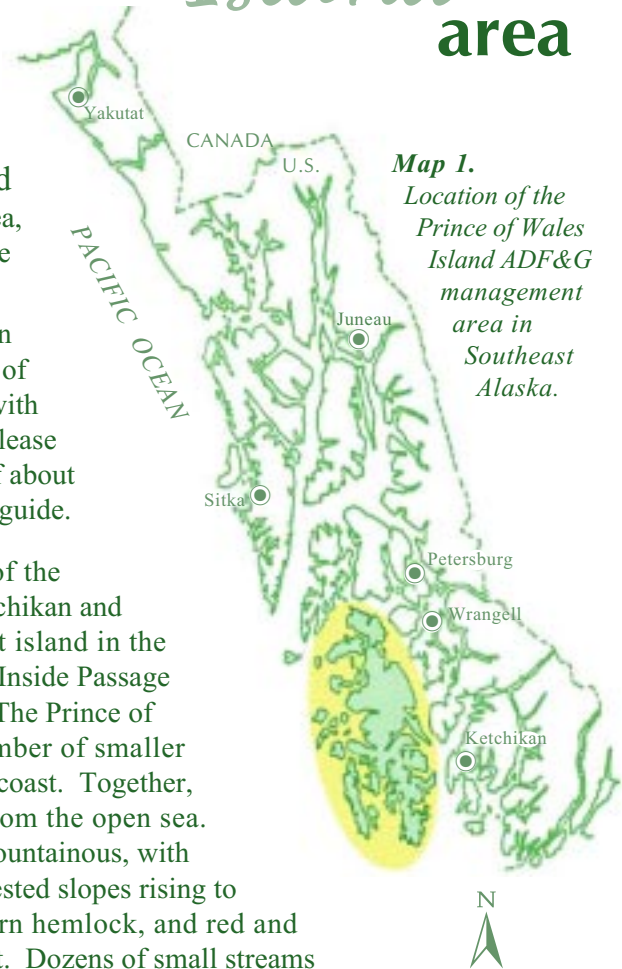 area
Yakutat
CANADA
U.S.
PACIFIC OCEAN
Juneau
Sitka
Petersburg
Wrangell
Ketchikan
N
Map 1.
Location of the
Prince of Wales
Island ADF&G
management
area in
Southeast
Alaska.
of
lease
about
guide.
of the
chikan and
island in the
Inside Passage
The Prince of
mber of smaller
coast. Together,
om the open sea.
ountainous, with
ested slopes rising to
rn hemlock, and red and
t. Dozens of small streams